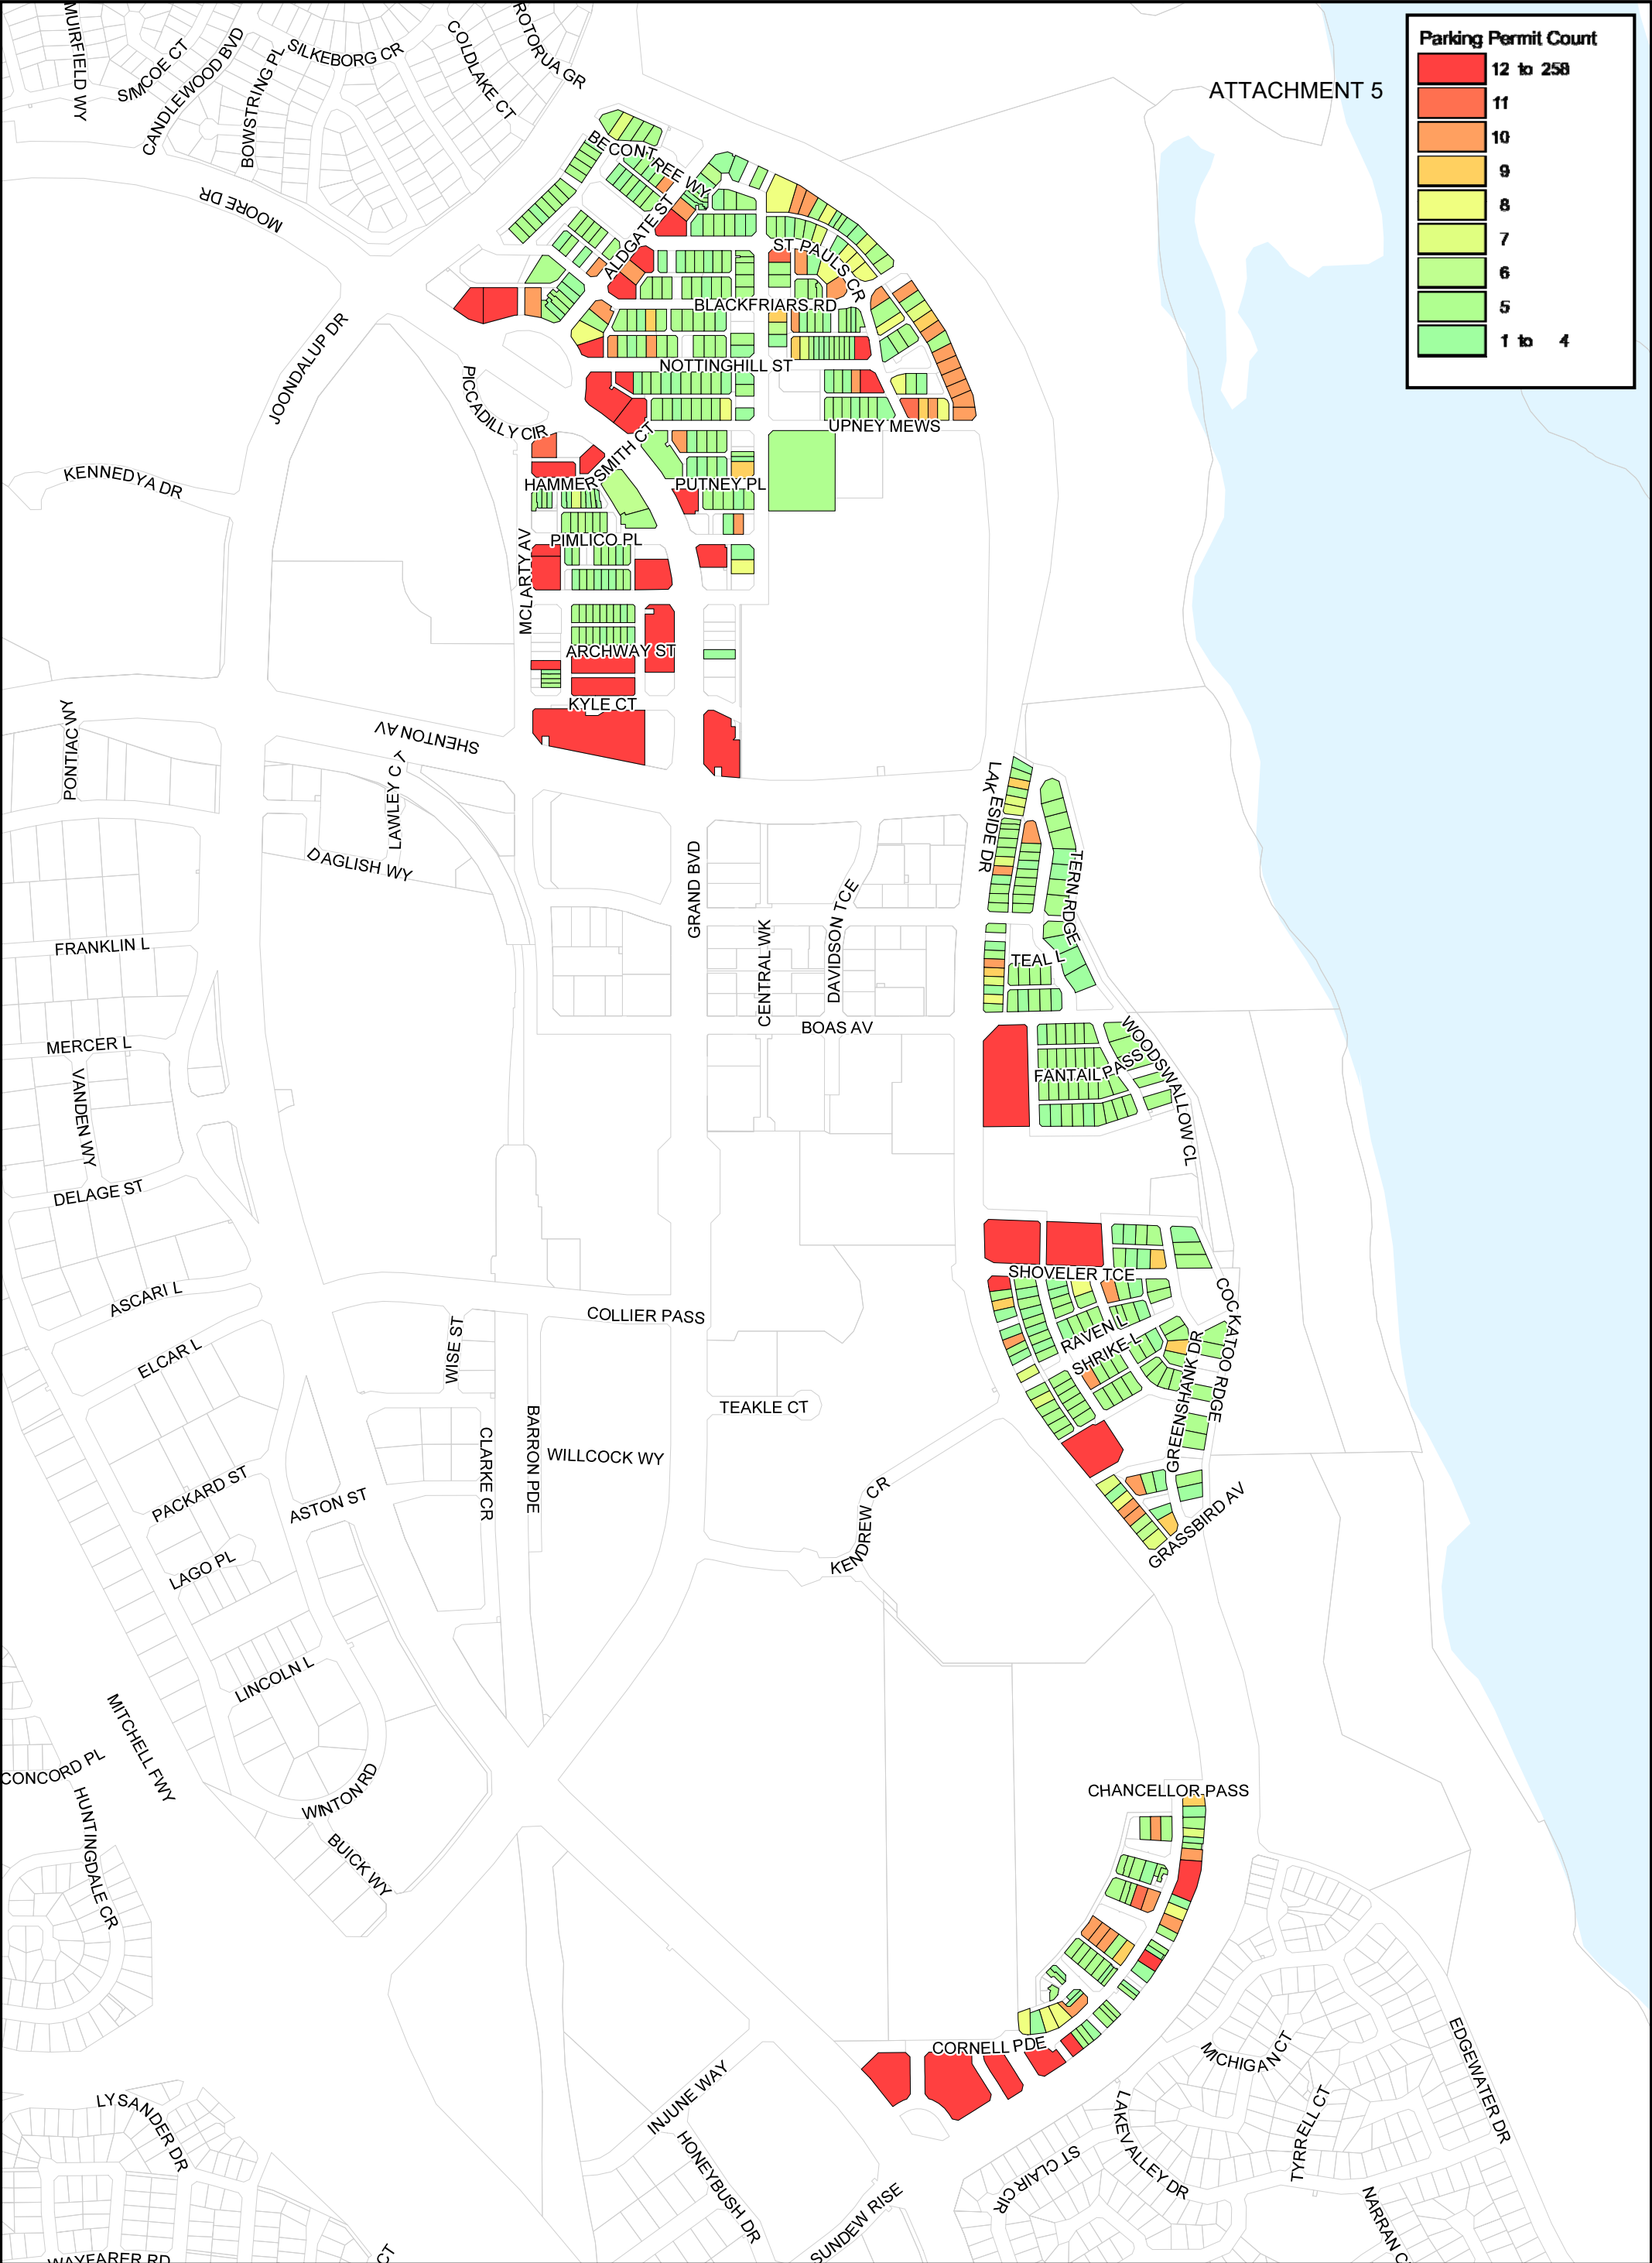 MUIRFIELD WY
SIMCOE CT
CANDLEWOOD BVD
BOWSTRING PL
SILKEBORG CR
COLDLAKE CT
ROTORUA GR
ATTACHMENT 5
Parking Permit Count
12 to 258
11
10
9
8
7
6
5
1 to 4
MOORE DR
BECONTREE WY
ALDGATE ST
ST PAULS CR
BLACKFRIARS RD
JOONDALUP DR
NOTTINGHILL ST
PICCADILLY CIR
UPNEY MEWS
KENNEDYA DR
HAMMERSMITH CT
PUTNEY PL
PIMLICO PL
MCLARTY AV
ARCHWAY ST
KYLE CT
PONTIAC WY
SHENTON AV
LAWLEY C T
DAGLISH WY
LAKESIDE DR
TERN RDGE
GRAND BVD
CENTRAL WK
DAVIDSON TCE
FRANKLIN L
TEAL L
BOAS AV
MERCER L
VANDEN WY
FANTAIL PASS
WOODSWALLOW CL
DELAGE ST
SHOVELER TCE
ASCARI L
COLLIER PASS
COCKATOO RDGE
RAVEN L
SHRIKE L
GREENSHANK DR
ELCAR L
WISE ST
TEAKLE CT
BARRON PDE
CLARKE CR
WILLCOCK WY
PACKARD ST
ASTON ST
KENDREW CR
GRASSBIRD AV
LAGO PL
LINCOLN L
MITCHELL FWY
CONCORD PL
HUNTINGDALE CR
WINTON RD
BUICK WY
CHANCELLOR PASS
CORNELL PDE
MICHIGAN CT
EDGEWATER DR
LYSANDER DR
INJUNE WAY
HONEYBUSH DR
SUNDEW RISE
ST CLAIR CIR
LAKEVALLEY DR
TYRRELL CT
NARRAN C
WAYFARER RD
CT